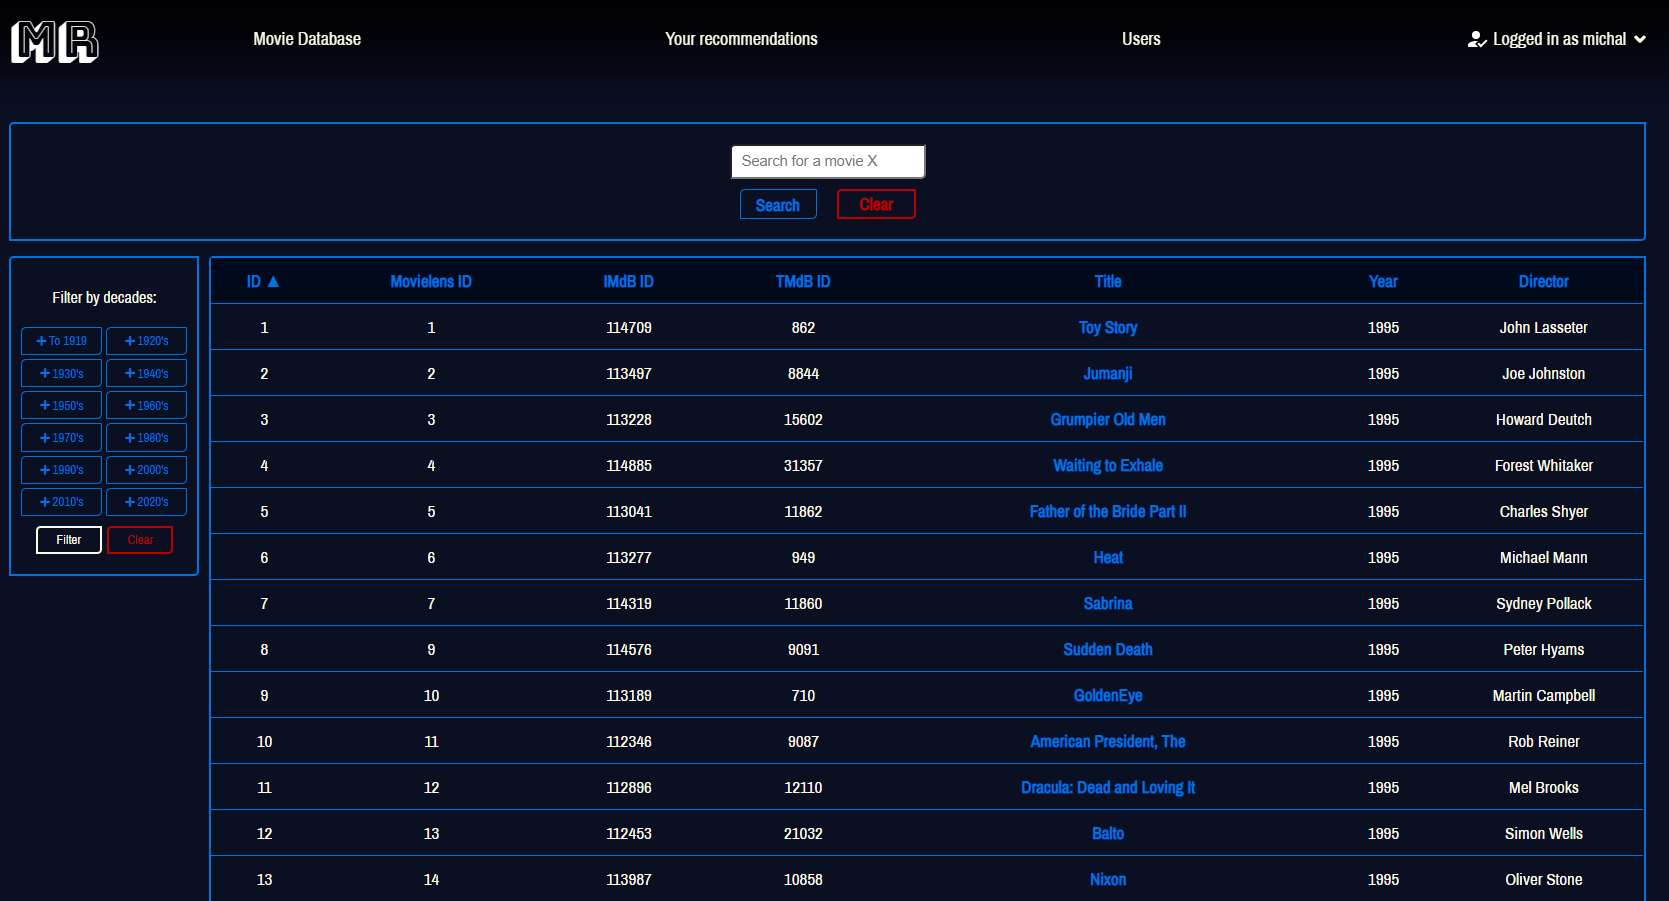 MR Movie Database Your recommendations Users Logged in as michal
Search for a movie X
Search Clear
Filter by decades:
To 1919 1920's
1930's 1940's
1950's 1960's
1970's 1980's
1990's 2000's
2010's 2020's
Filter Clear
ID ▲ Movielens ID IMdB ID TMdB ID Title Year Director
1 1 114709 862 Toy Story 1995 John Lasseter
2 2 113497 8844 Jumanji 1995 Joe Johnston
3 3 113228 15602 Grumpier Old Men 1995 Howard Deutch
4 4 114885 31357 Waiting to Exhale 1995 Forest Whitaker
5 5 113041 11862 Father of the Bride Part II 1995 Charles Shyer
6 6 113277 949 Heat 1995 Michael Mann
7 7 114319 11860 Sabrina 1995 Sydney Pollack
8 9 114576 9091 Sudden Death 1995 Peter Hyams
9 10 113189 710 GoldenEye 1995 Martin Campbell
10 11 112346 9087 American President, The 1995 Rob Reiner
11 12 112896 12110 Dracula: Dead and Loving It 1995 Mel Brooks
12 13 112453 21032 Balto 1995 Simon Wells
13 14 113987 10858 Nixon 1995 Oliver Stone